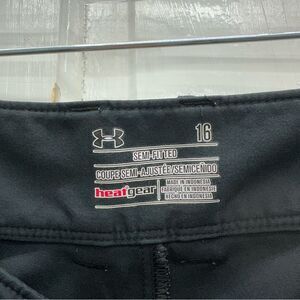 16
SEMI-FITTED
COUPE SEMI-AJUSTÉE/SEMICEÑIDO
heatgear
MADE IN INDONESIA
FABRIQUÉ EN INDONÉSIE
HECHO EN INDONESIA